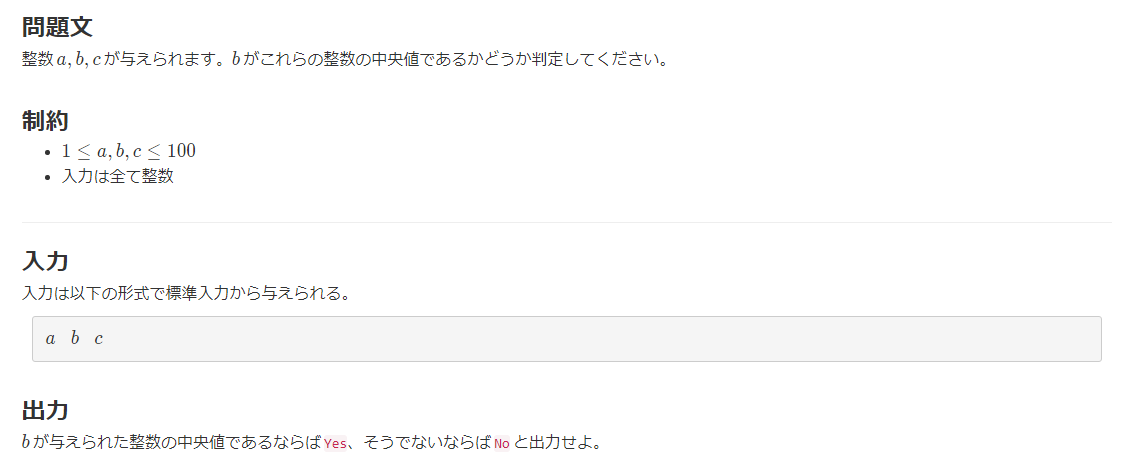 問題文
整数 a, b, c が与えられます。b がこれらの整数の中央値であるかどうか判定してください。
制約
• 1 ≤ a, b, c ≤ 100
• 入力は全て整数
入力
入力は以下の形式で標準入力から与えられる。
a b c
出力
b が与えられた整数の中央値であるならば Yes、そうでないならば No と出力せよ。